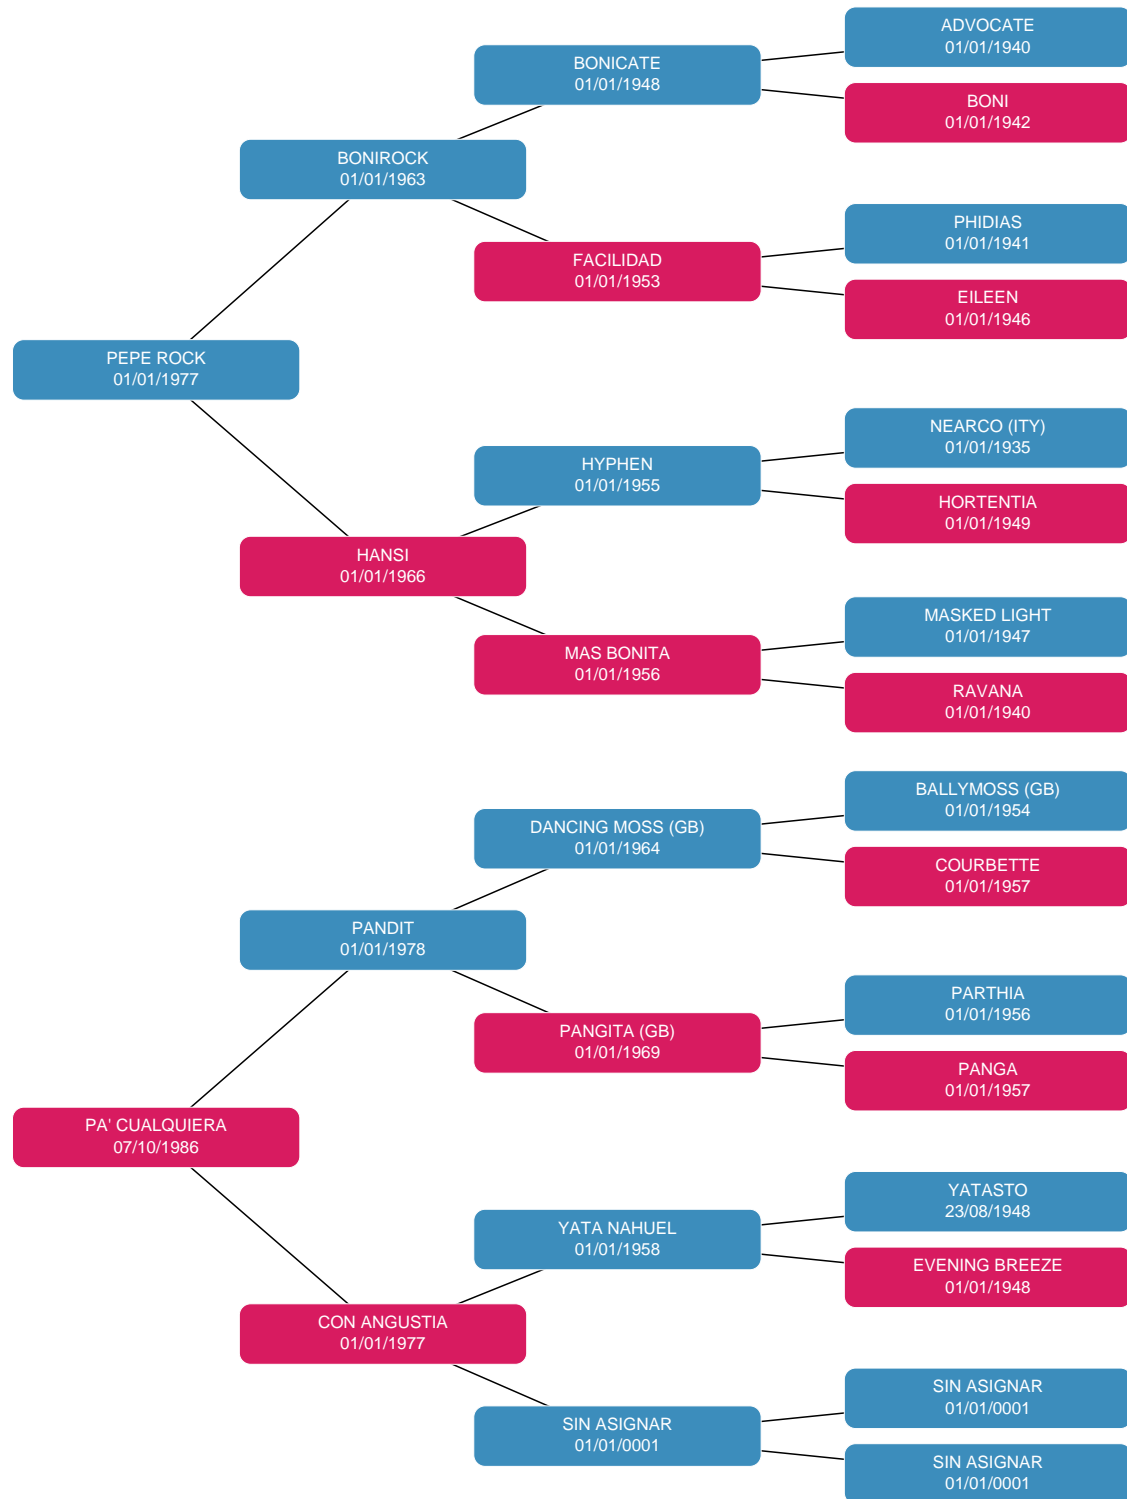 ADVOCATE
01/01/1940
BONICATE
01/01/1948
BONI
01/01/1942
BONIROCK
01/01/1963
PHIDIAS
01/01/1941
FACILIDAD
01/01/1953
EILEEN
01/01/1946
PEPE ROCK
01/01/1977
NEARCO (ITY)
01/01/1935
HYPHEN
01/01/1955
HORTENTIA
01/01/1949
HANSI
01/01/1966
MASKED LIGHT
01/01/1947
MAS BONITA
01/01/1956
RAVANA
01/01/1940
BALLYMOSS (GB)
01/01/1954
DANCING MOSS (GB)
01/01/1964
COURBETTE
01/01/1957
PANDIT
01/01/1978
PARTHIA
01/01/1956
PANGITA (GB)
01/01/1969
PANGA
01/01/1957
PA' CUALQUIERA
07/10/1986
YATASTO
23/08/1948
YATA NAHUEL
01/01/1958
EVENING BREEZE
01/01/1948
CON ANGUSTIA
01/01/1977
SIN ASIGNAR
01/01/0001
SIN ASIGNAR
01/01/0001
SIN ASIGNAR
01/01/0001